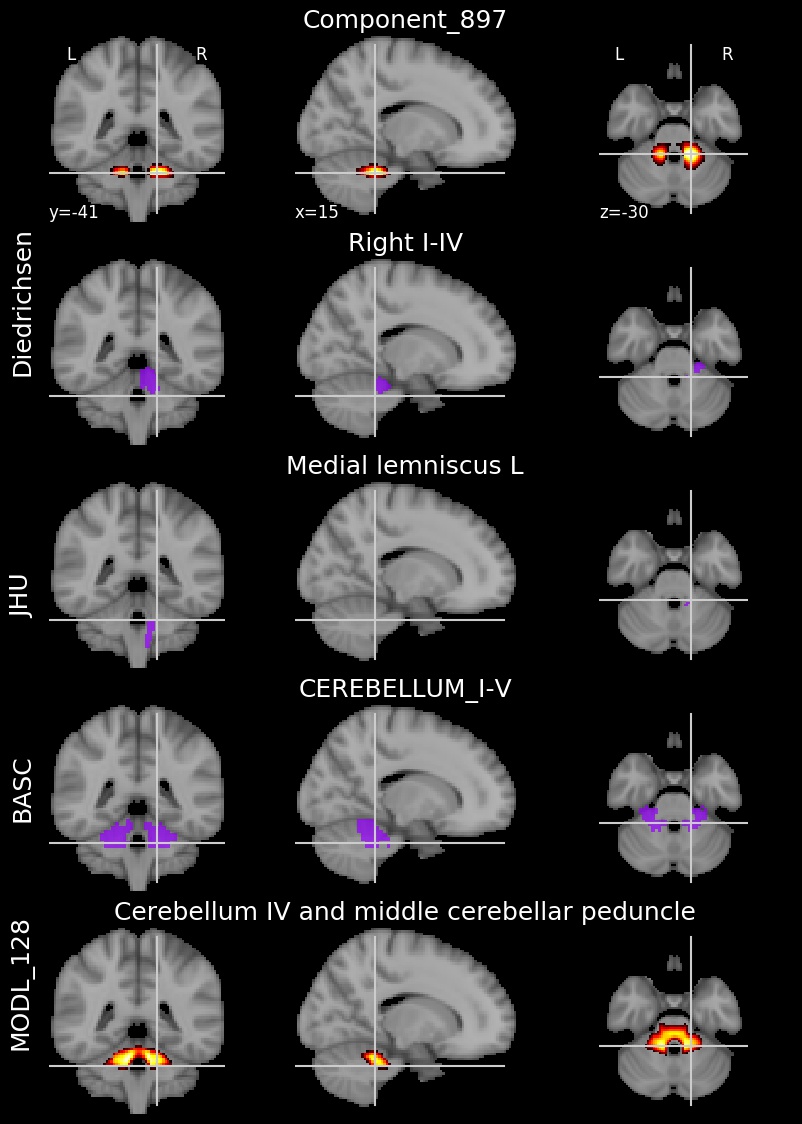 Component_897
L R
L R
y=-41
x=15
z=-30
Diedrichsen
Right I-IV
JHU
Medial lemniscus L
BASC
CEREBELLUM_I-V
MODL_128
Cerebellum IV and middle cerebellar peduncle